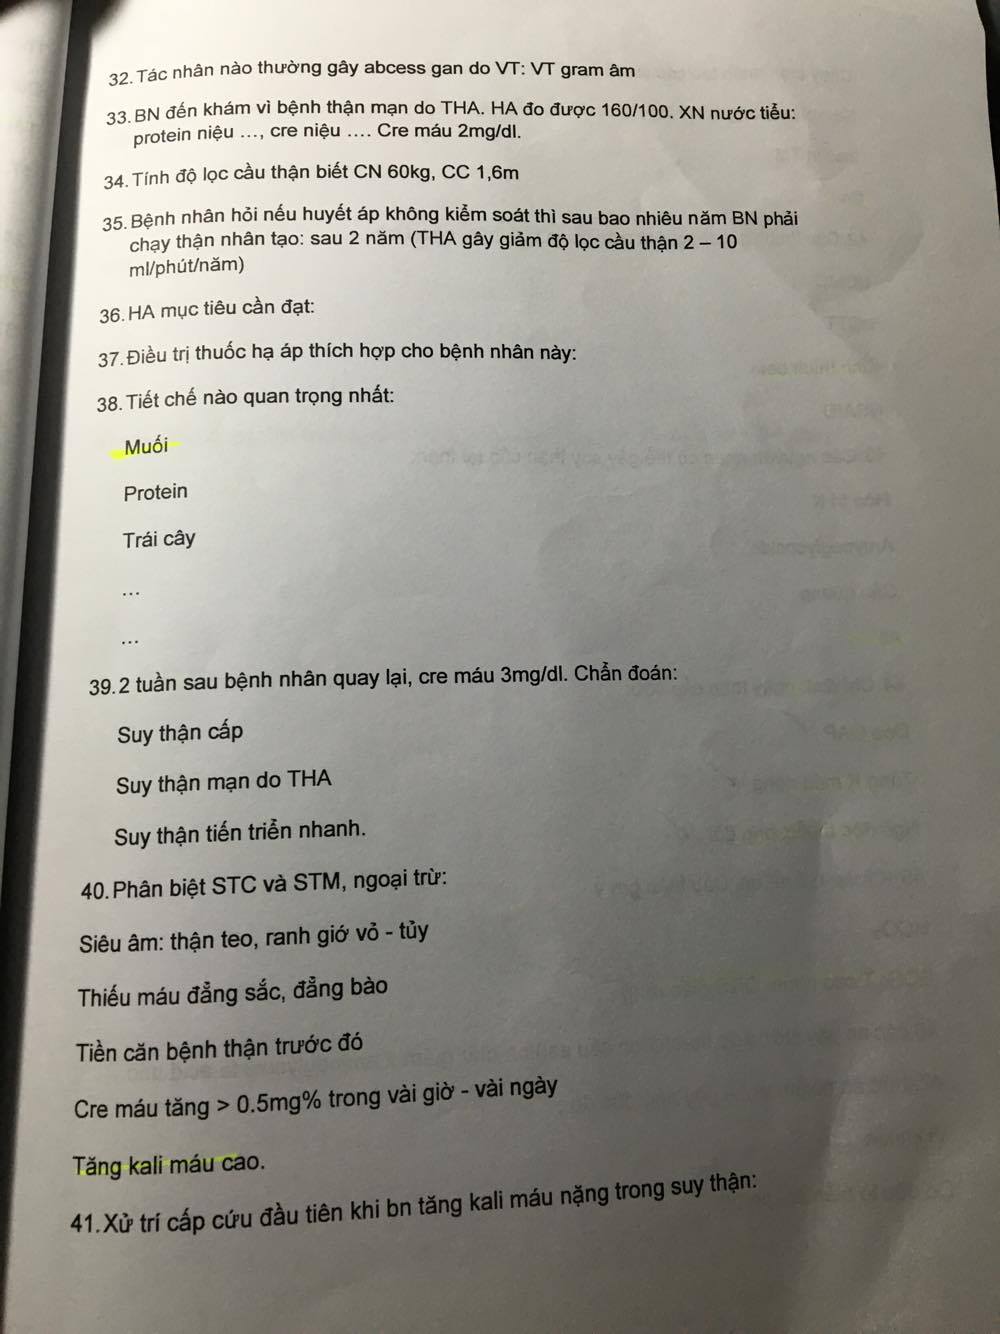 32. Tác nhân nào thường gây abcess gan do VT: VT gram âm
33. BN đến khám vì bệnh thận mạn do THA. HA đo được 160/100. XN nước tiểu:
protein niệu ..., cre niệu .... Cre máu 2mg/dl.
34. Tính độ lọc cầu thận biết CN 60kg, CC 1,6m
35. Bệnh nhân hỏi nếu huyết áp không kiểm soát thì sau bao nhiêu năm BN phải
chạy thận nhân tạo: sau 2 năm (THA gây giảm độ lọc cầu thận 2 – 10
ml/phút/năm)
36. HA mục tiêu cần đạt:
37. Điều trị thuốc hạ áp thích hợp cho bệnh nhân này:
38. Tiết chế nào quan trọng nhất:
Muối
Protein
Trái cây
...
...
39. 2 tuần sau bệnh nhân quay lại, cre máu 3mg/dl. Chẩn đoán:
Suy thận cấp
Suy thận mạn do THA
Suy thận tiến triển nhanh.
40. Phân biệt STC và STM, ngoại trừ:
Siêu âm: thận teo, ranh giớ vỏ - tủy
Thiếu máu đẳng sắc, đẳng bào
Tiền căn bệnh thận trước đó
Cre máu tăng > 0.5mg% trong vài giờ - vài ngày
Tăng kali máu cao.
41. Xử trí cấp cứu đầu tiên khi bn tăng kali máu nặng trong suy thận: